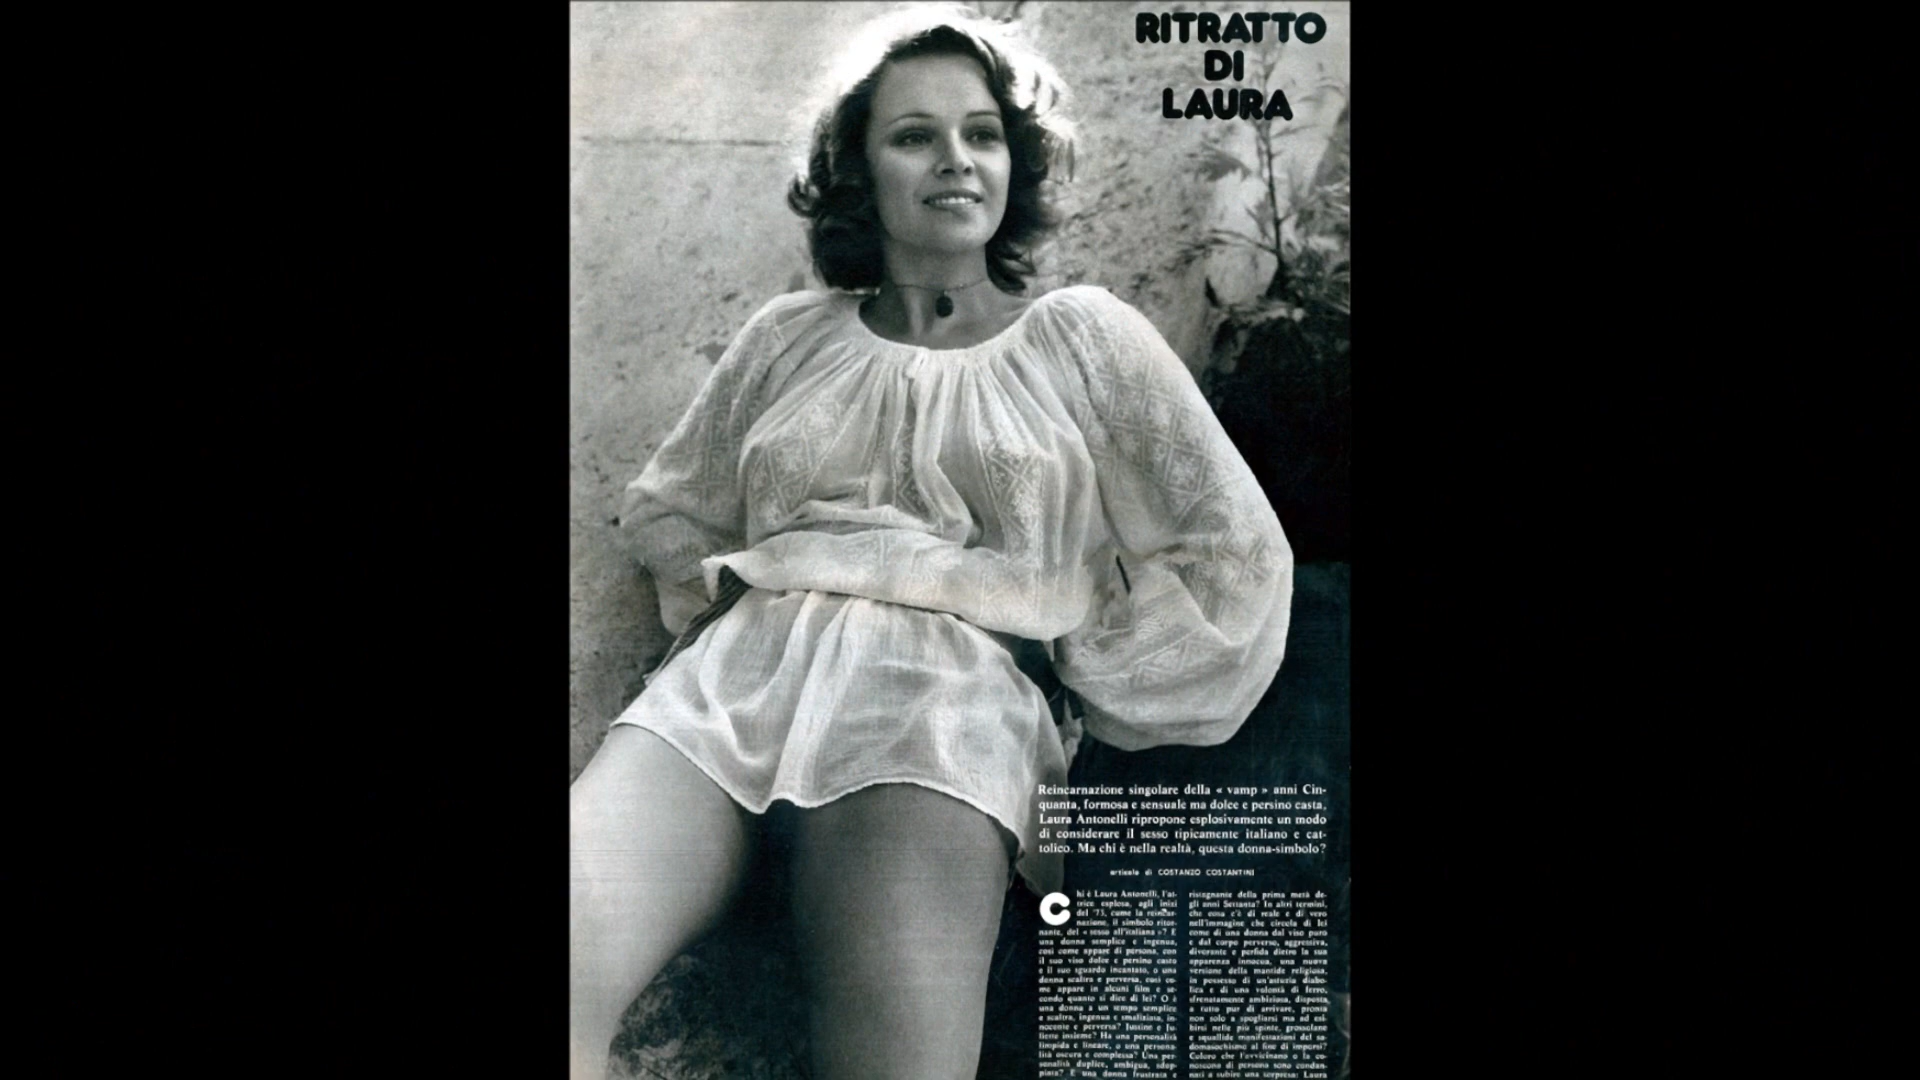 RITRATTO
DI
LAURA
Reincarnazione singolare della « vamp » anni Cin-
quanta, formosa e sensuale ma dolce e persino casta,
Laura Antonelli ripropone esplosivamente un modo
di considerare il sesso tipicamente italiano e cat-
tolico. Ma chi è nella realtà, questa donna-simbolo?
articolo di COSTANZO COSTANTINI
Chi è Laura Antonelli, l'at-
trice esplosa, agli inizi
del '73, come la reincar-
nazione, il simbolo ritor-
nante, del « sesso all'italiana »? È
una donna semplice e ingenua,
così come appare di persona, con
il suo viso dolce e persino casto
e il suo sguardo incantato, o una
donna scaltra e perversa, così co-
me appare in alcuni film e se-
condo quanto si dice di lei? O è
una donna a un tempo semplice
e scaltra, ingenua e smaliziata, in-
nocente e perversa? Justine e Ju-
liette insieme? Ha una personalità
limpida e lineare, o una persona-
lità oscura e complessa? Una per-
sonalità duplice, ambigua, sdop-
piata? È una donna frustrata e
ristagnante della prima metà de-
gli anni Settanta? In altri termini,
che cosa c'è di reale e di vero
nell'immagine che circola di lei
come di una donna dal viso puro
e dal corpo perverso, aggressiva,
divorante e perfida dietro la sua
apparenza innocua, una nuova
versione della mantide religiosa,
in possesso di un'astuzia diabo-
lica e di una volontà di ferro,
sfrenatamente ambiziosa, disposta
a tutto pur di arrivare, pronta
non solo a spogliarsi ma ad esi-
birsi nelle più spinte, grossolane
e squallide manifestazioni del sa-
domasochismo al fine di imporsi?
Coloro che l'avvicinano o la co-
noscono di persona sono condan-
nati a subire una sorpresa: Laura